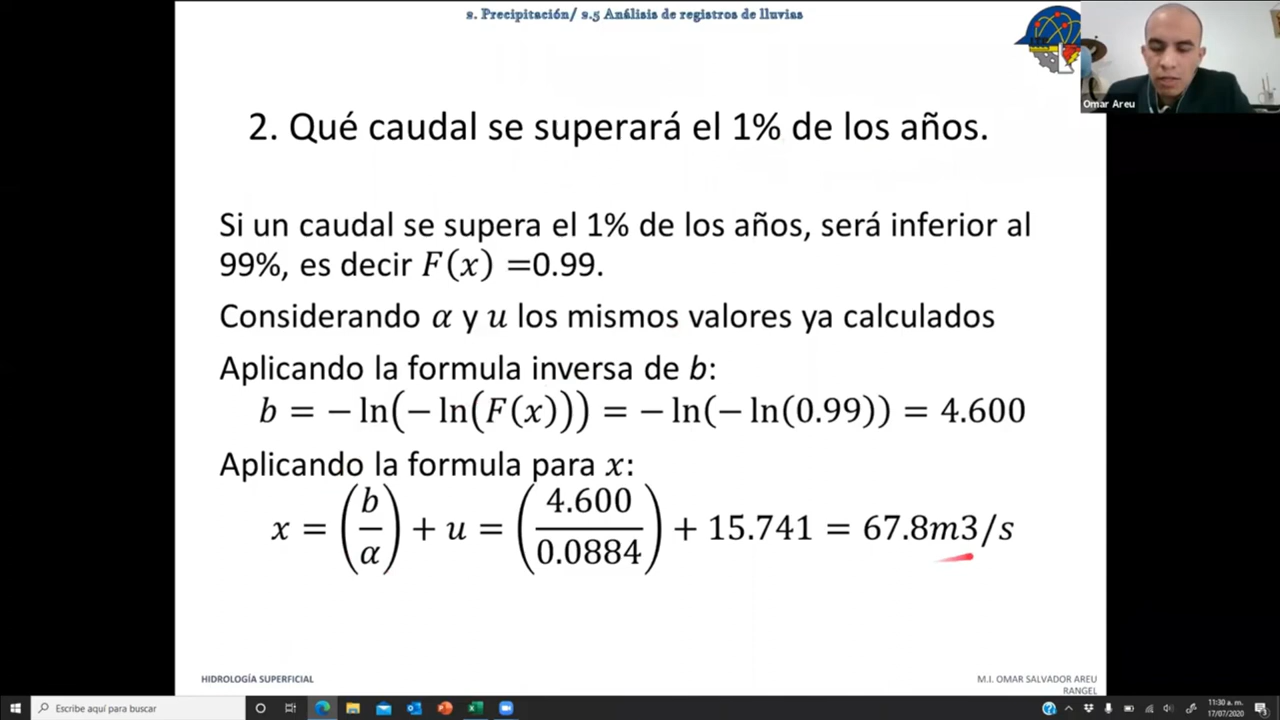 2. Precipitación/ 2.5 Análisis de registros de lluvias
Omar Areu
2. Qué caudal se superará el 1% de los años.
Si un caudal se supera el 1% de los años, será inferior al
99%, es decir F(x) =0.99.
Considerando α y u los mismos valores ya calculados
Aplicando la formula inversa de b:
b = − ln(− ln(F(x))) = − ln(− ln(0.99)) = 4.600
Aplicando la formula para x:
x = (b/α) + u = (4.600/0.0884) + 15.741 = 67.8m3/s
HIDROLOGÍA SUPERFICIAL
M.I. OMAR SALVADOR AREU
RANGEL
Escribe aquí para buscar
11:30 a. m.
17/07/2020